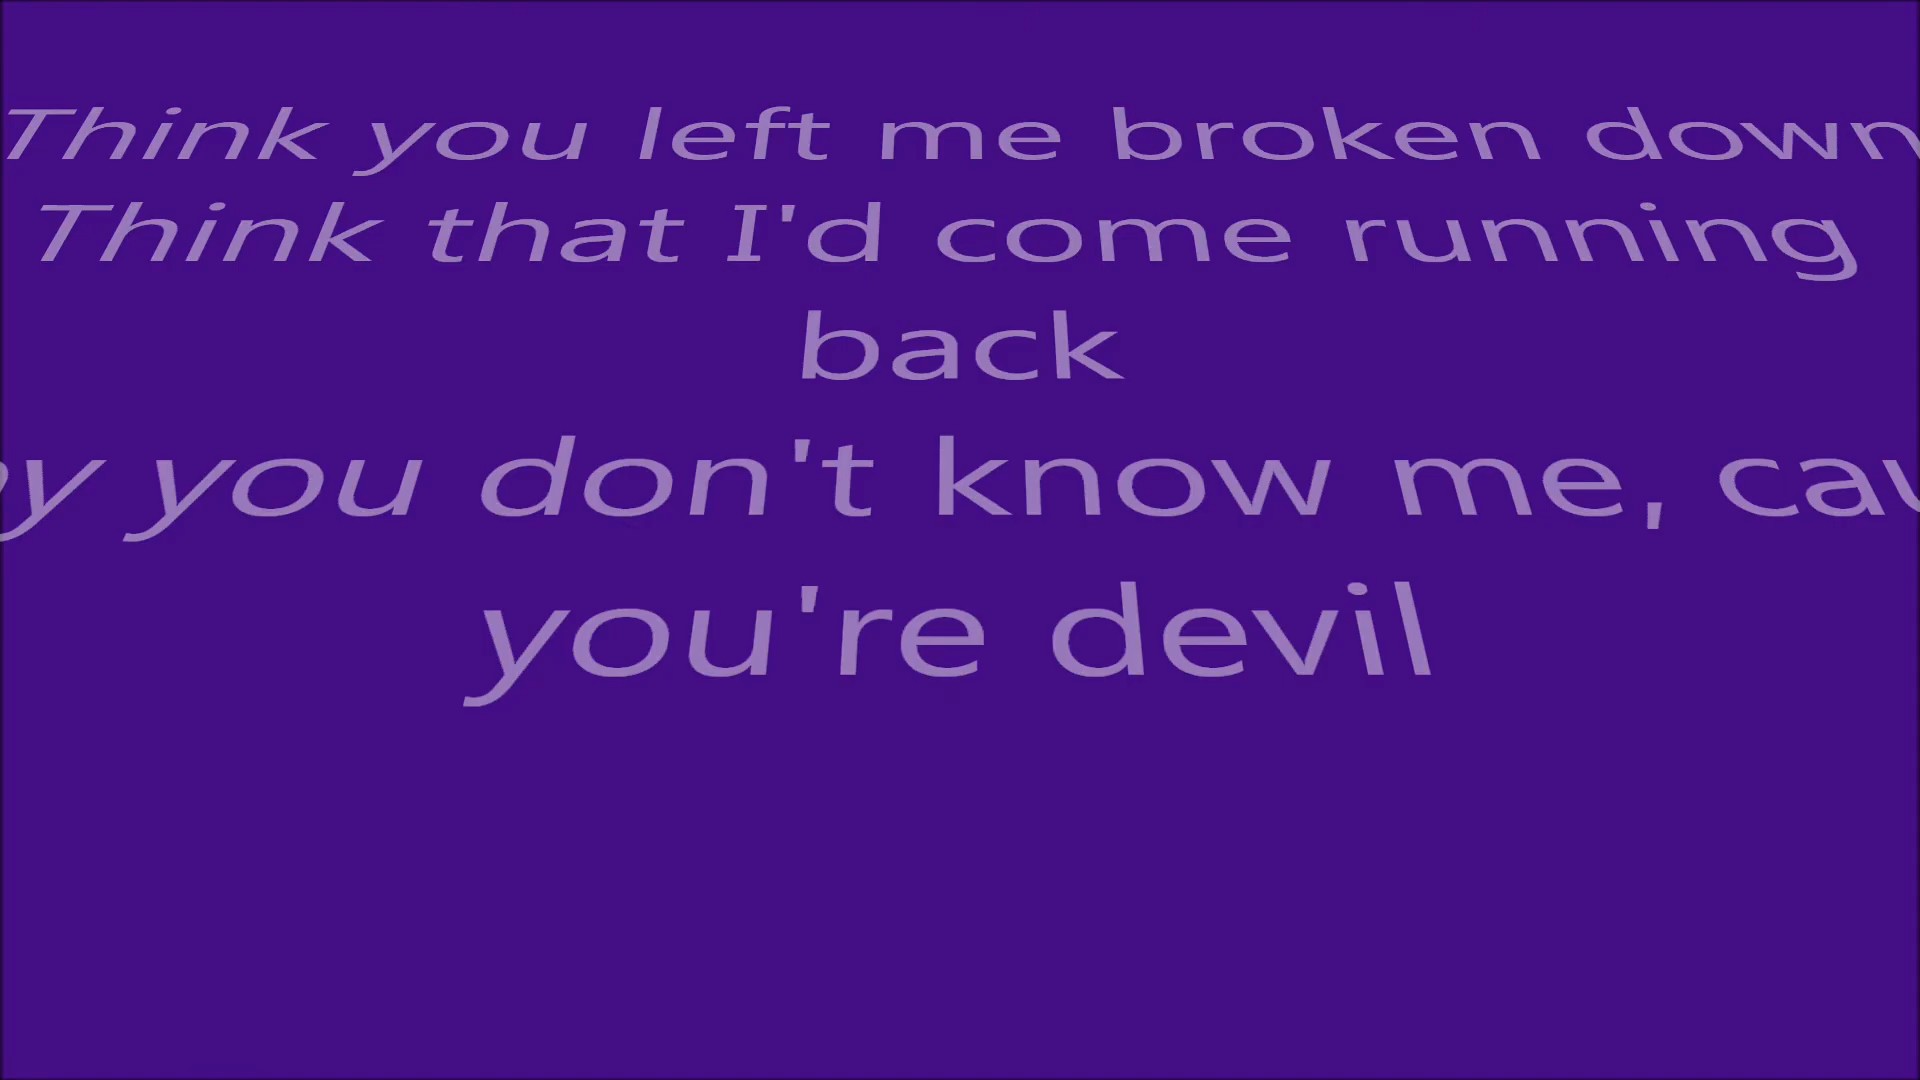 Think you left me broken down
Think that I'd come running
back
you don't know me,
you're devil